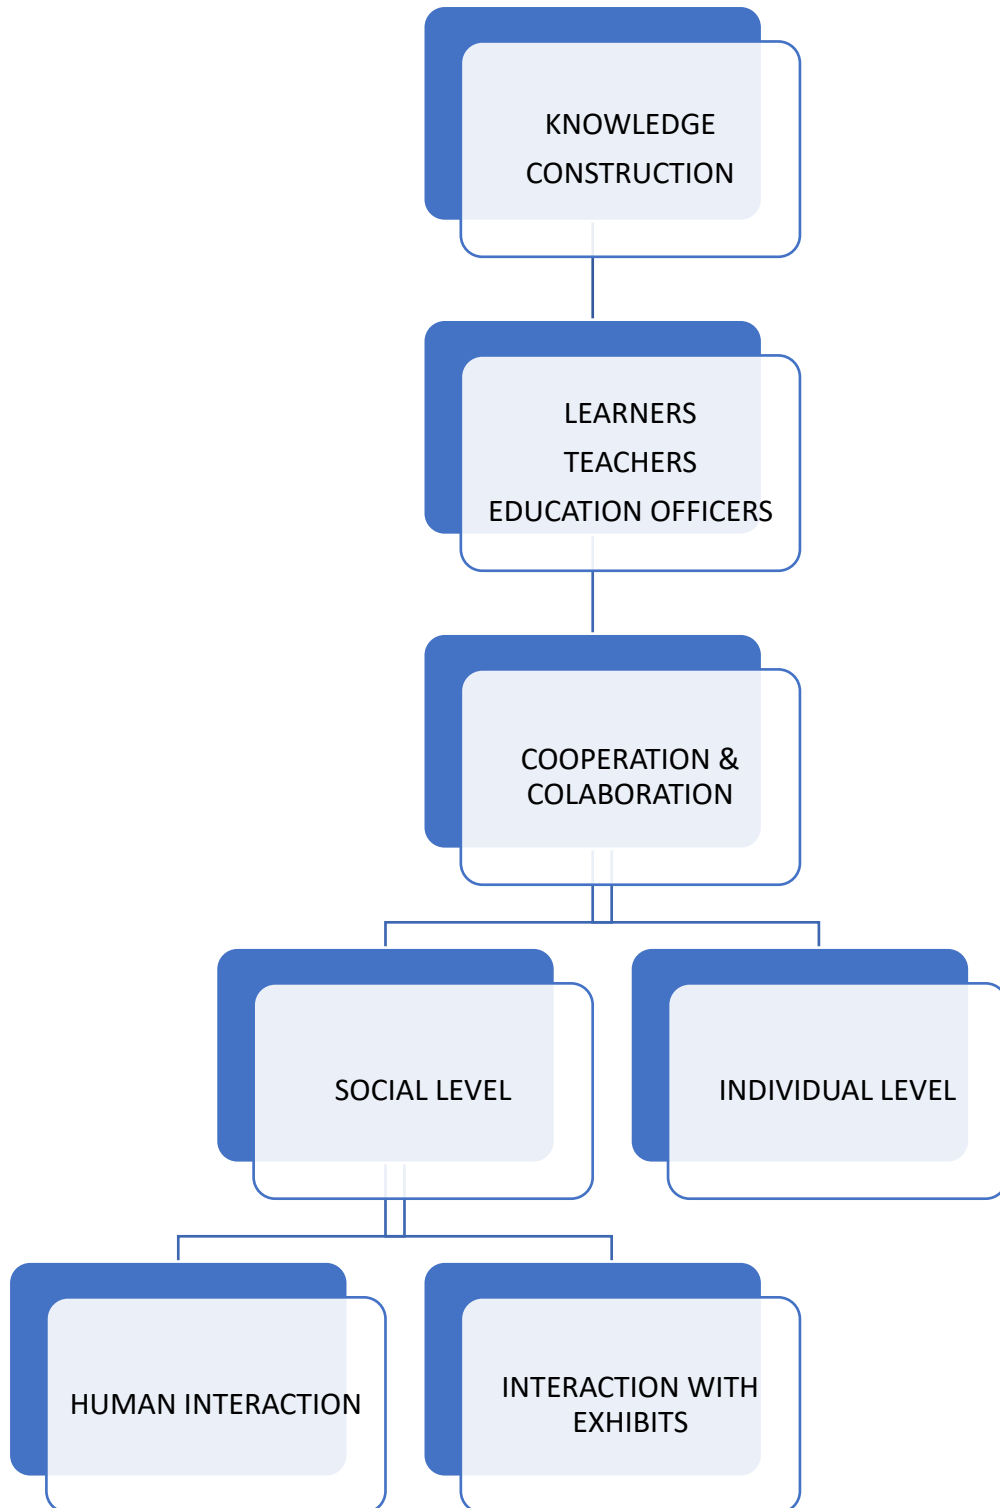 KNOWLEDGE
CONSTRUCTION
LEARNERS
TEACHERS
EDUCATION OFFICERS
COOPERATION &
COLABORATION
SOCIAL LEVEL
INDIVIDUAL LEVEL
HUMAN INTERACTION
INTERACTION WITH
EXHIBITS